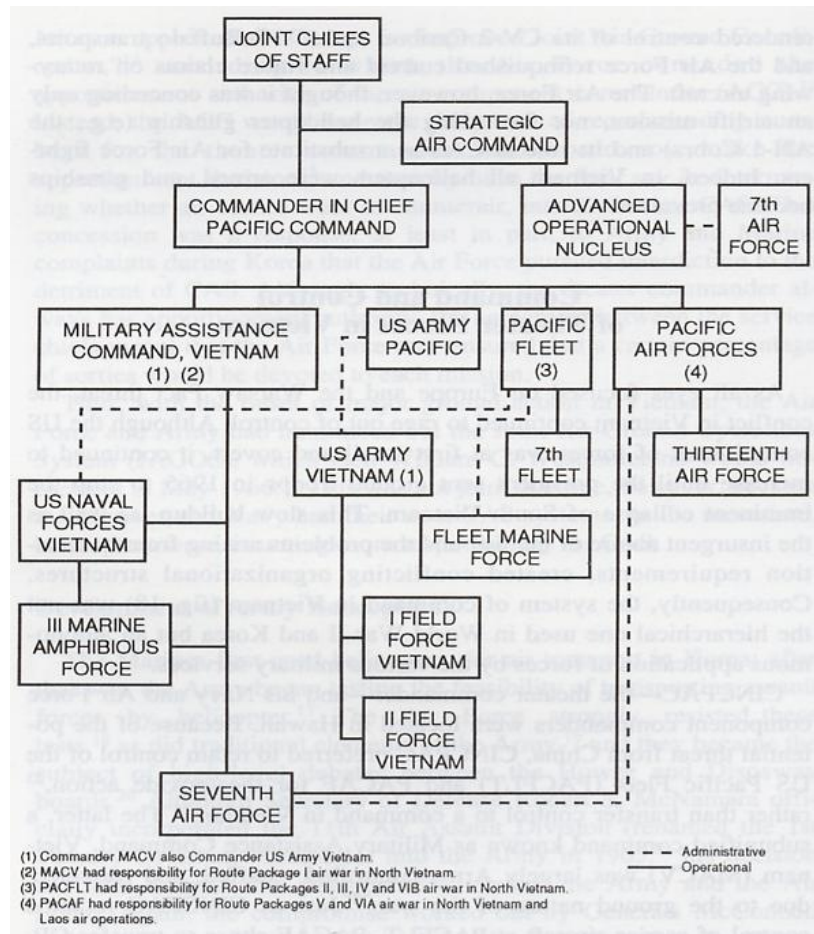 JOINT CHIEFS
OF STAFF
STRATEGIC
AIR COMMAND
COMMANDER IN CHIEF
PACIFIC COMMAND
ADVANCED
OPERATIONAL
NUCLEUS
7th
AIR
FORCE
MILITARY ASSISTANCE
COMMAND, VIETNAM
(1) (2)
US ARMY
PACIFIC
PACIFIC
FLEET
(3)
PACIFIC
AIR FORCES
(4)
US ARMY
VIETNAM (1)
7th
FLEET
THIRTEENTH
AIR FORCE
US NAVAL
FORCES
VIETNAM
FLEET MARINE
FORCE
III MARINE
AMPHIBIOUS
FORCE
I FIELD
FORCE
VIETNAM
II FIELD
FORCE
VIETNAM
SEVENTH
AIR FORCE
(1) Commander MACV also Commander US Army Vietnam.
(2) MACV had responsibility for Route Package I air war in North Vietnam.
(3) PACFLT had responsibility for Route Packages II, III, IV and VIB air war in North Vietnam.
(4) PACAF had responsibility for Route Packages V and VIA air war in North Vietnam and
Laos air operations.
Administrative
Operational